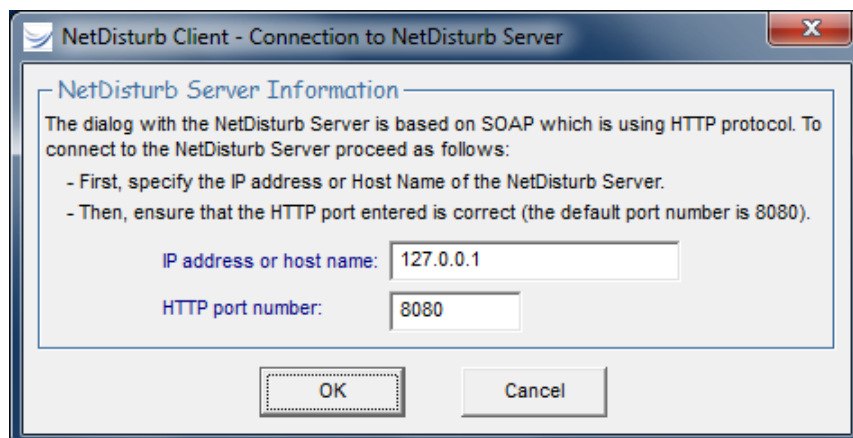 NetDisturb Client - Connection to NetDisturb Server
NetDisturb Server Information
The dialog with the NetDisturb Server is based on SOAP which is using HTTP protocol. To
connect to the NetDisturb Server proceed as follows:
- First, specify the IP address or Host Name of the NetDisturb Server.
- Then, ensure that the HTTP port entered is correct (the default port number is 8080).
IP address or host name: 127.0.0.1
HTTP port number: 8080
OK Cancel